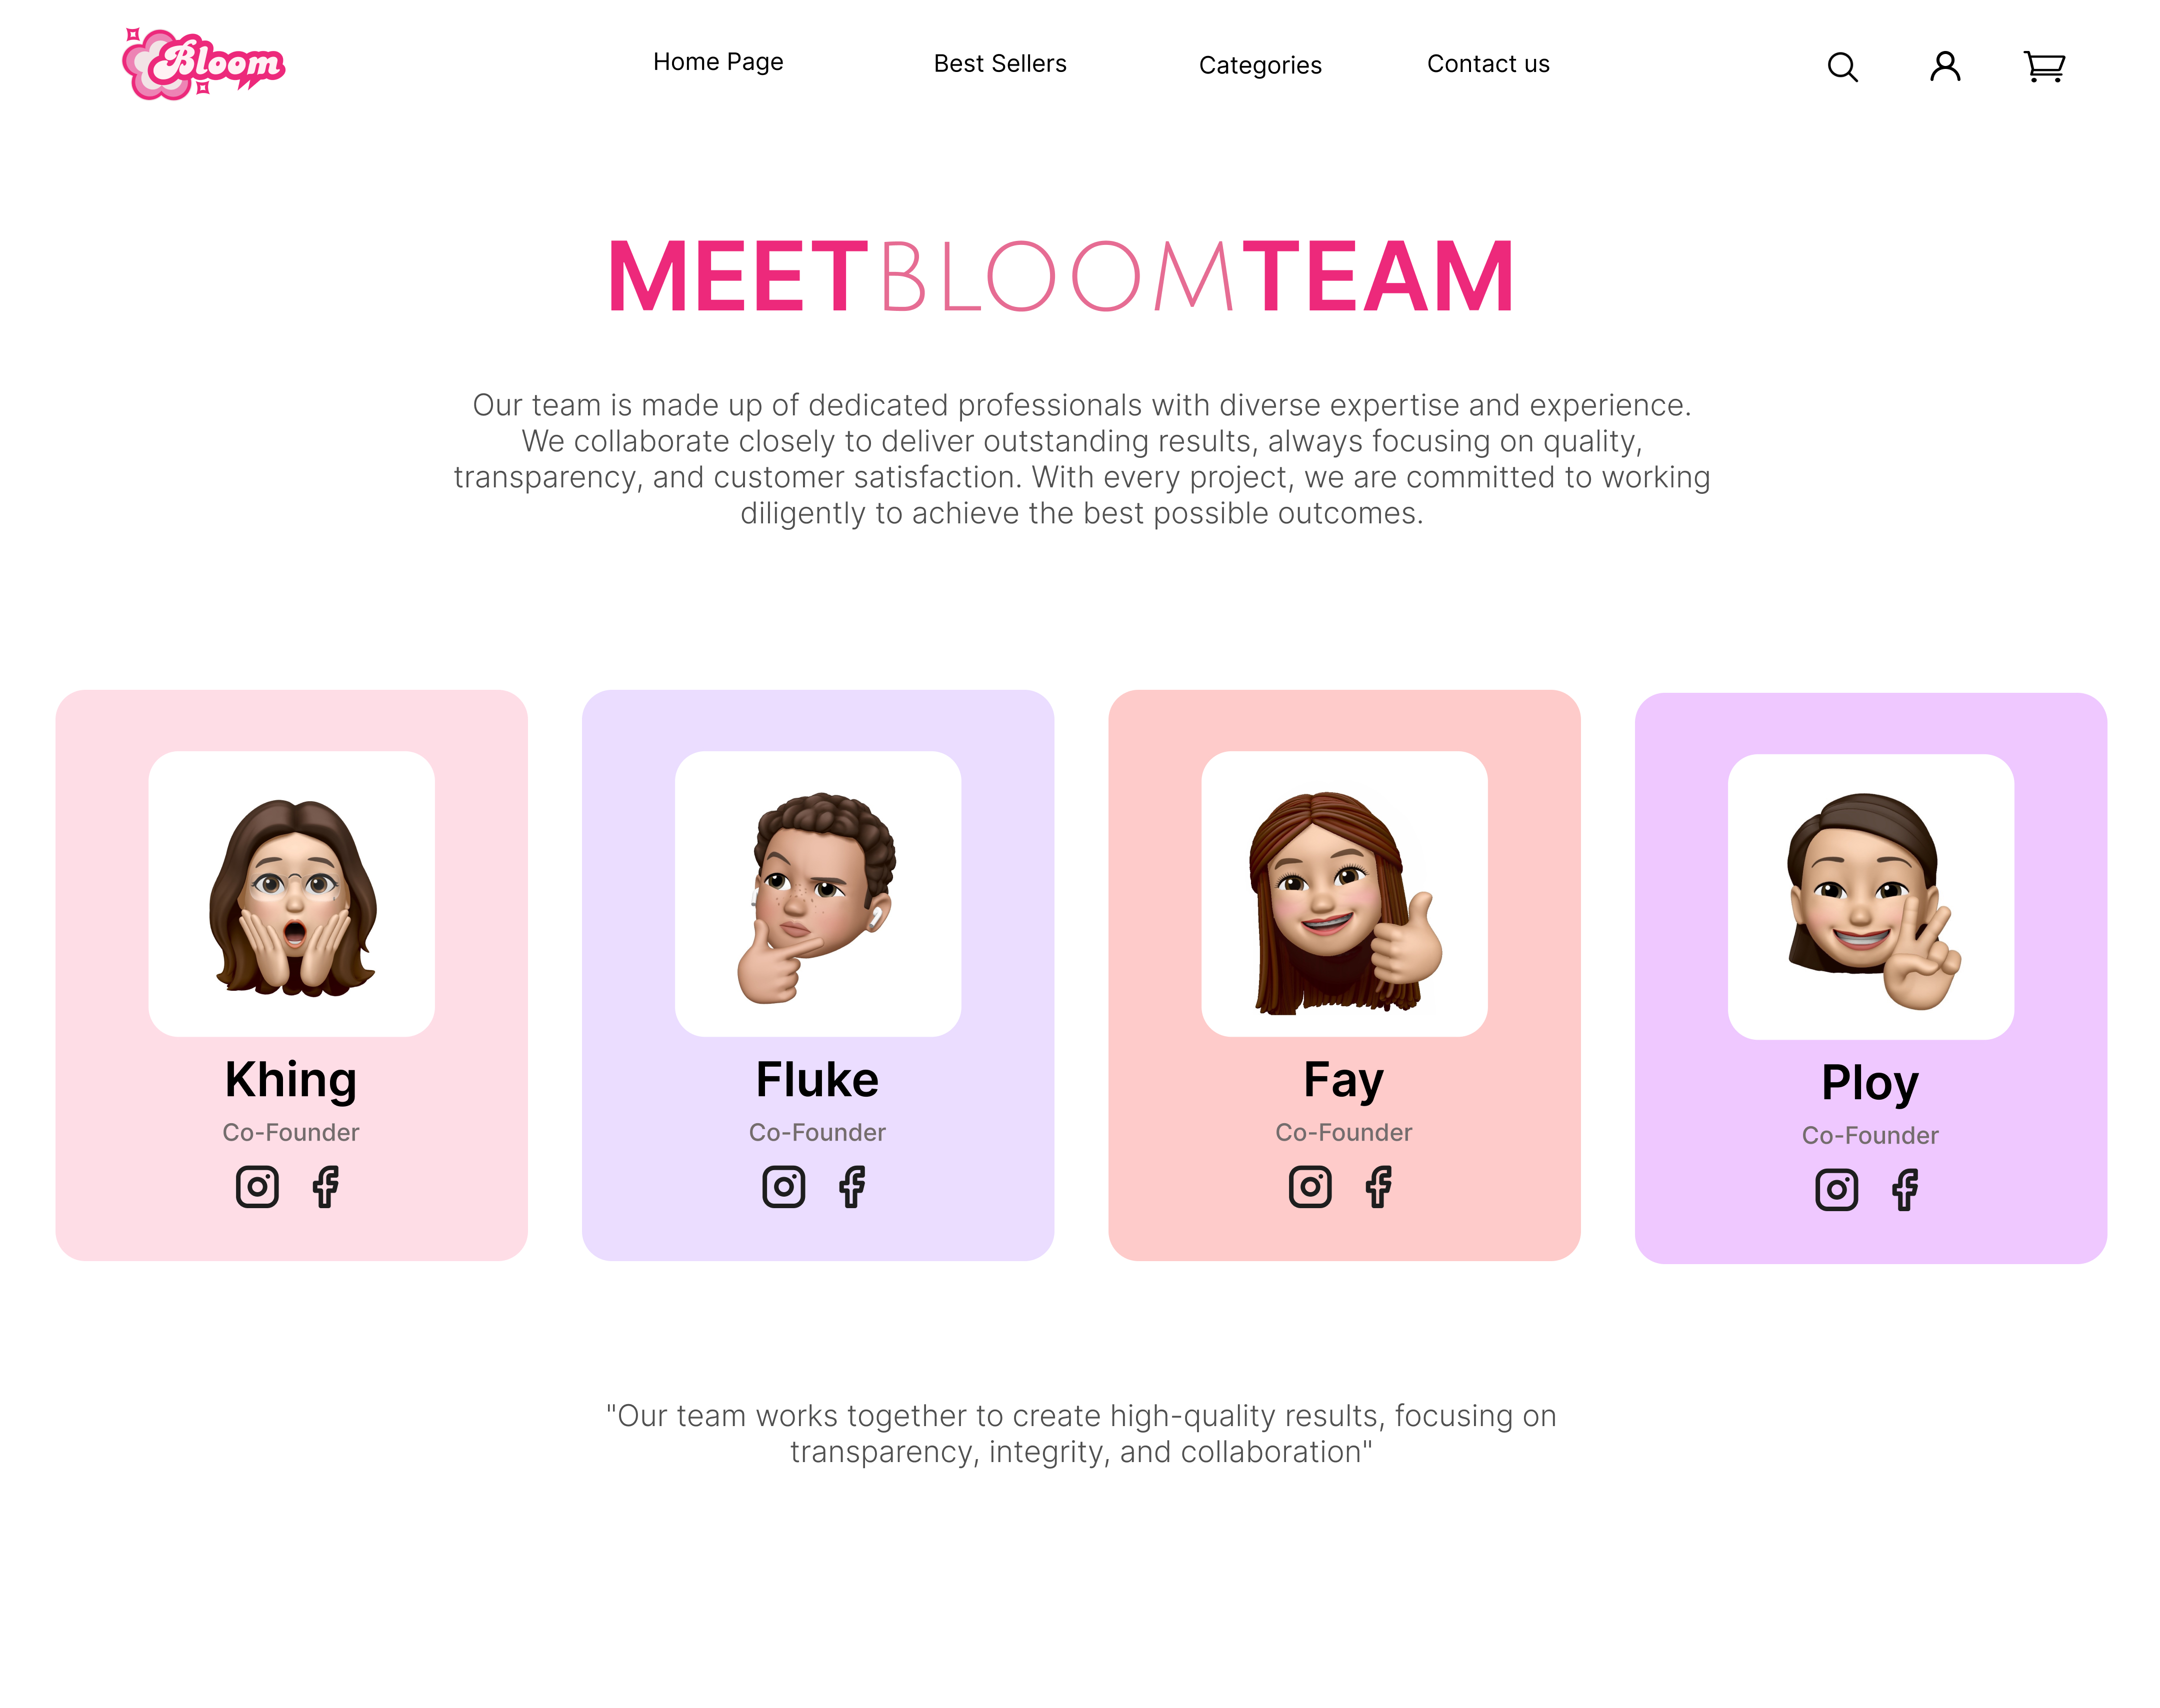 Bloom
Home Page Best Sellers Categories Contact us
MEET BLOOM TEAM
Our team is made up of dedicated professionals with diverse expertise and experience.
We collaborate closely to deliver outstanding results, always focusing on quality,
transparency, and customer satisfaction. With every project, we are committed to working
diligently to achieve the best possible outcomes.
Khing
Co-Founder
Fluke
Co-Founder
Fay
Co-Founder
Ploy
Co-Founder
"Our team works together to create high-quality results, focusing on
transparency, integrity, and collaboration"